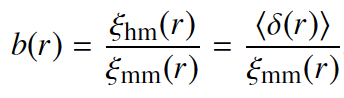 b(r) = ξhm(r) / ξmm(r) = ⟨δ(r)⟩ / ξmm(r)